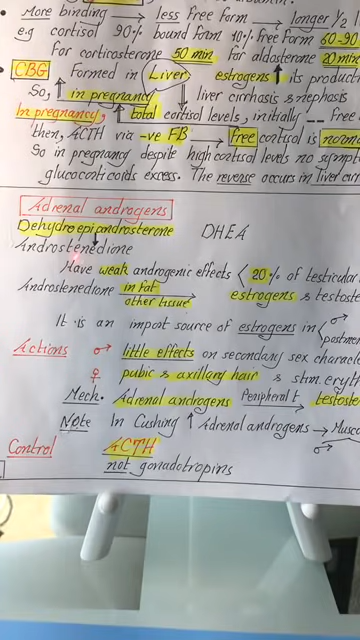 • More binding → less free form → longer ½
e.g cortisol 90% bound form 10% free form 60-90
For corticosterone 50 min for aldosterone 20 min
• CBG Formed in Liver estrogens ↑ its produc
So, ↑ in pregnancy ↓ liver cirrhosis & nephrosis
In pregnancy, ↑ total cortisol levels, initially Free
then, ↓ ACTH via -ve FB → free cortisol is norm
So in pregnancy despite high cortisol levels no sympt
glucocorticoids excess. The reverse occurs in liver cirr
Adrenal androgens
Dehydroepiandrosterone DHEA
Androstenedione
Have weak androgenic effects < 20% of testicular
Androstenedrone in fat other tissue → estrogens & testost
It is an impot source of estrogens in ♂
postmen
Actions ♂ little effects on secondary sex characte
♀ pubic & axillary hair & stim. eryth
Mech. Adrenal androgens Peripheral t → testoste
Note In Cushing ↑ Adrenal androgens → Musc
♂
Control ACTH
not gonadotropins